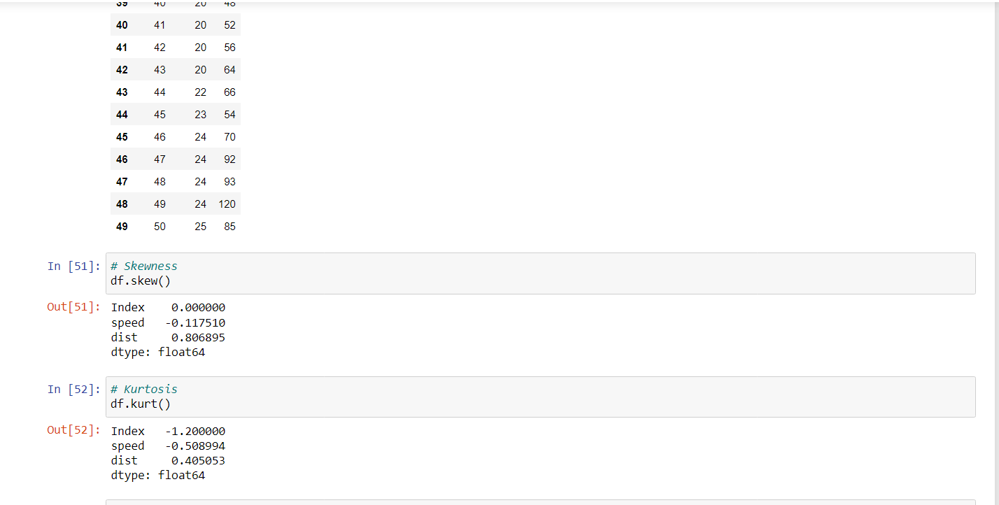 39 40 20 48
40 41 20 52
41 42 20 56
42 43 20 64
43 44 22 66
44 45 23 54
45 46 24 70
46 47 24 92
47 48 24 93
48 49 24 120
49 50 25 85
In [51]: # Skewness
df.skew()
Out[51]: Index 0.000000
speed -0.117510
dist 0.806895
dtype: float64
In [52]: # Kurtosis
df.kurt()
Out[52]: Index -1.200000
speed -0.508994
dist 0.405053
dtype: float64